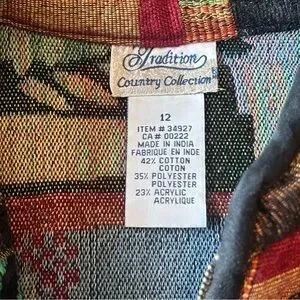 Tradition
Country Collection
12
ITEM # 34927
CA # 00222
MADE IN INDIA
FABRIQUE EN INDE
42% COTTON
COTON
35% POLYESTER
POLYESTER
23% ACRYLIC
ACRYLIQUE